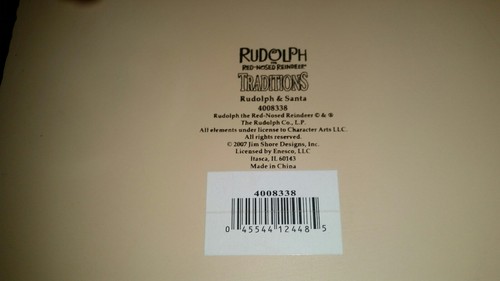 RUDOLPH
THE
RED-NOSED REINDEER®
TRADITIONS
Rudolph & Santa
4008338
Rudolph the Red-Nosed Reindeer © & ®
The Rudolph Co., L.P.
All elements under license to Character Arts LLC.
All rights reserved.
© 2007 Jim Shore Designs, Inc.
Licensed by Enesco, LLC
Itasca, IL 60143
Made in China
4008338
0 45544 12448 5